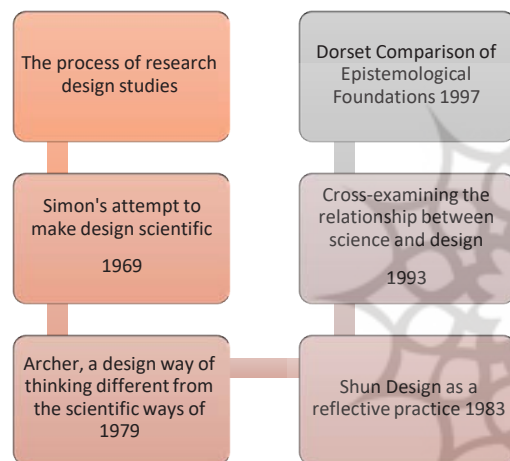 The process of research
design studies
Simon's attempt to
make design scientific
1969
Archer, a design way of
thinking different from
the scientific ways of
1979
Shun Design as a
reflective practice 1983
Cross-examining the
relationship between
science and design
1993
Dorset Comparison of
Epistemological
Foundations 1997